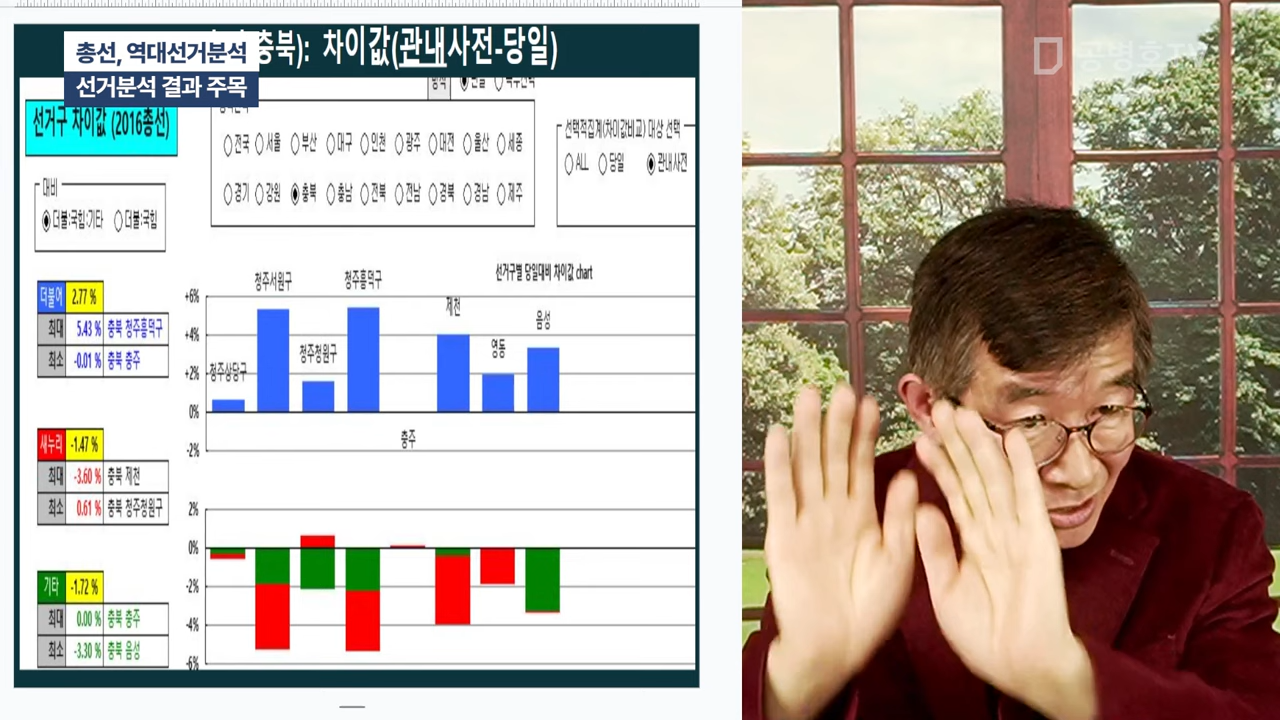 총선, 역대선거분석
선거분석 결과 주목
충북): 차이값(관내사전-당일)
선거구 차이값 (2016총선)
전국 서울 부산 대구 인천 광주 대전 울산 세종
경기 강원 충북 충남 전북 전남 경북 경남 제주
선택적집계(차이값비교) 대상 선택
ALL 당일 관내사전
대비
더불:국힘:기타 더불:국힘
더불어 2.77 %
최대 5.43 % 충북 청주흥덕구
최소 -0.01 % 충북 충주
새누리 -1.47 %
최대 -3.60 % 충북 제천
최소 0.61 % 충북 청주청원구
기타 -1.72 %
최대 0.00 % 충북 충주
최소 -3.30 % 충북 음성
선거구별 당일대비 차이값 chart
+6%
+4%
+2%
0%
-2%
청주상당구
청주서원구
청주청원구
청주흥덕구
충주
제천
영동
음성
2%
0%
-2%
-4%
-6%
공병호TV